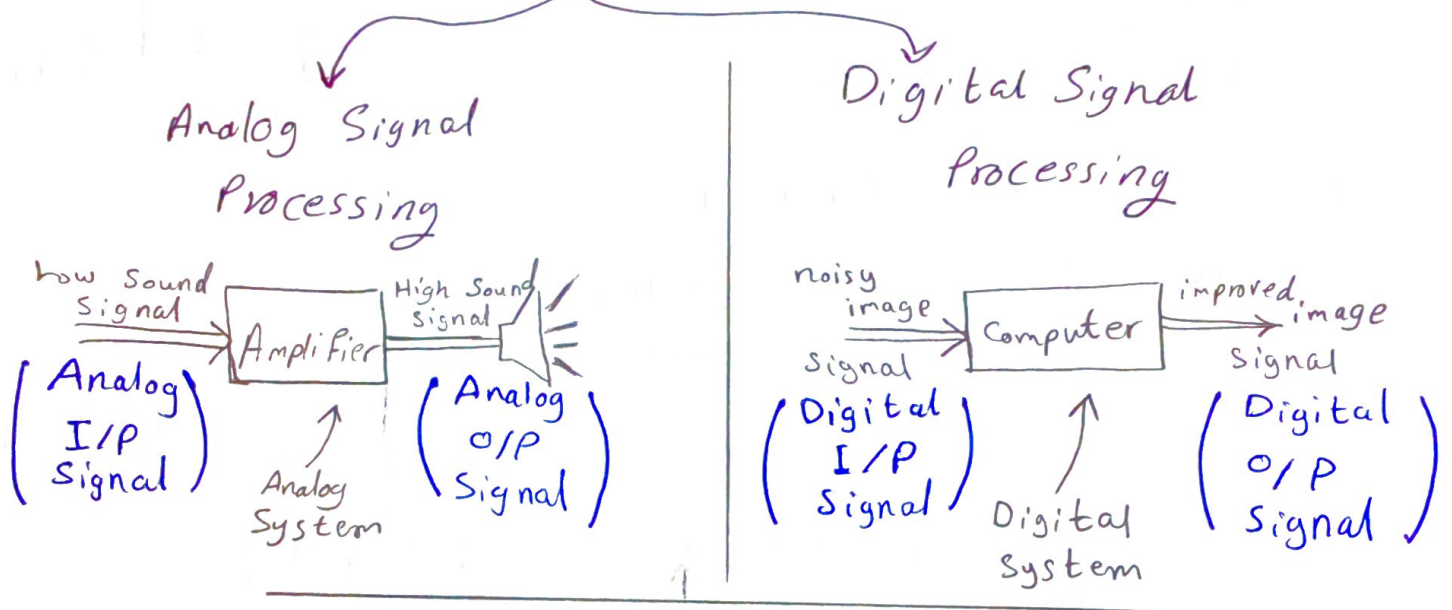 Analog Signal
Processing
Low Sound
Signal
Amplifier
High Sound
Signal
(Analog
I/P
Signal)
Analog
System
(Analog
O/P
Signal)
Digital Signal
Processing
noisy
image
Signal
Computer
improved
image
Signal
(Digital
I/P
Signal)
Digital
System
(Digital
O/P
Signal)